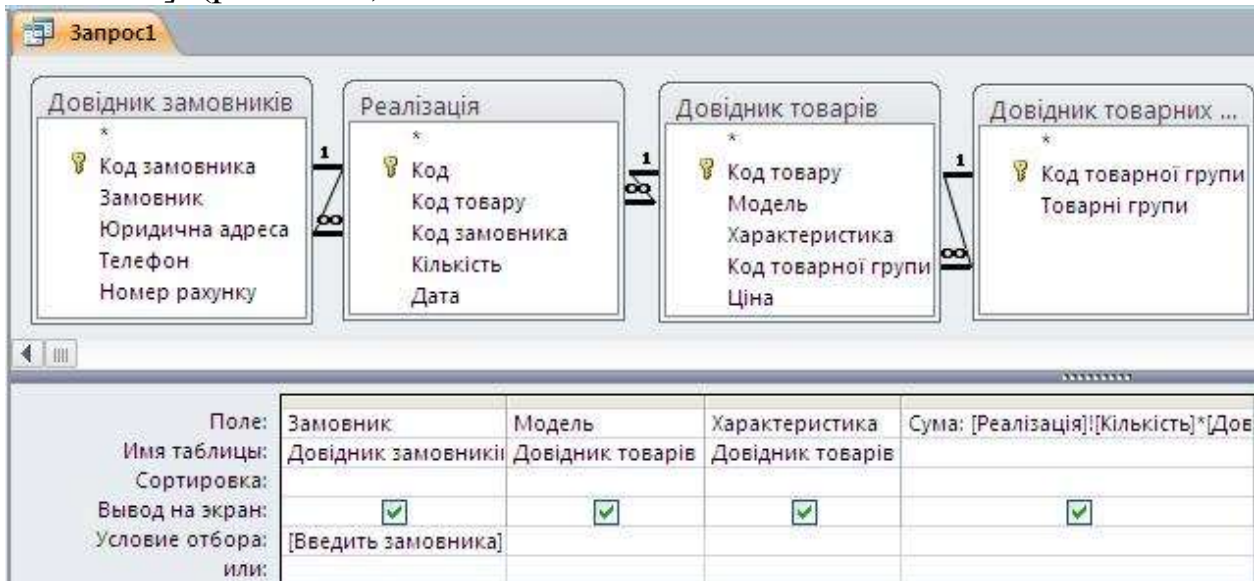 Запрос1
Довідник замовників
*
Код замовника
Замовник
Юридична адреса
Телефон
Номер рахунку
1
∞
Реалізація
*
Код
Код товару
Код замовника
Кількість
Дата
1
∞
Довідник товарів
*
Код товару
Модель
Характеристика
Код товарної групи
Ціна
1
∞
Довідник товарних ...
*
Код товарної групи
Товарні групи
Поле: Замовник Модель Характеристика Сума: [Реалізація]![Кількість]*[Дов
Имя таблицы: Довідник замовникі Довідник товарів Довідник товарів
Сортировка:
Вывод на экран:
Условие отбора: [Введить замовника]
или: